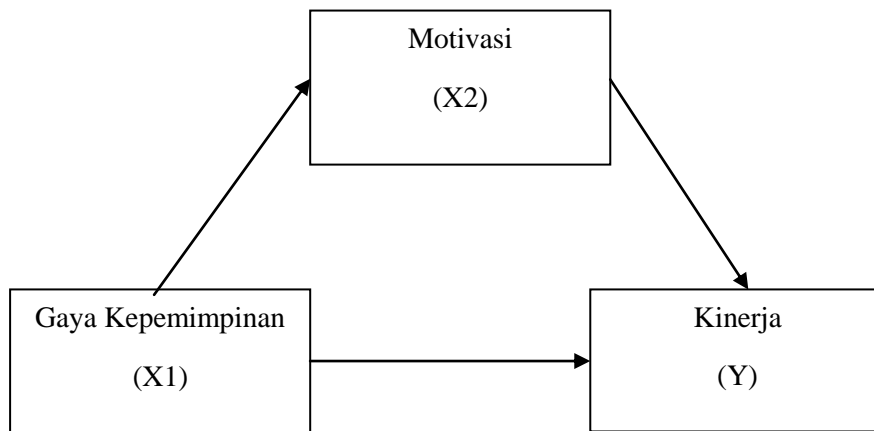 Motivasi
(X2)
Gaya Kepemimpinan
(X1)
Kinerja
(Y)